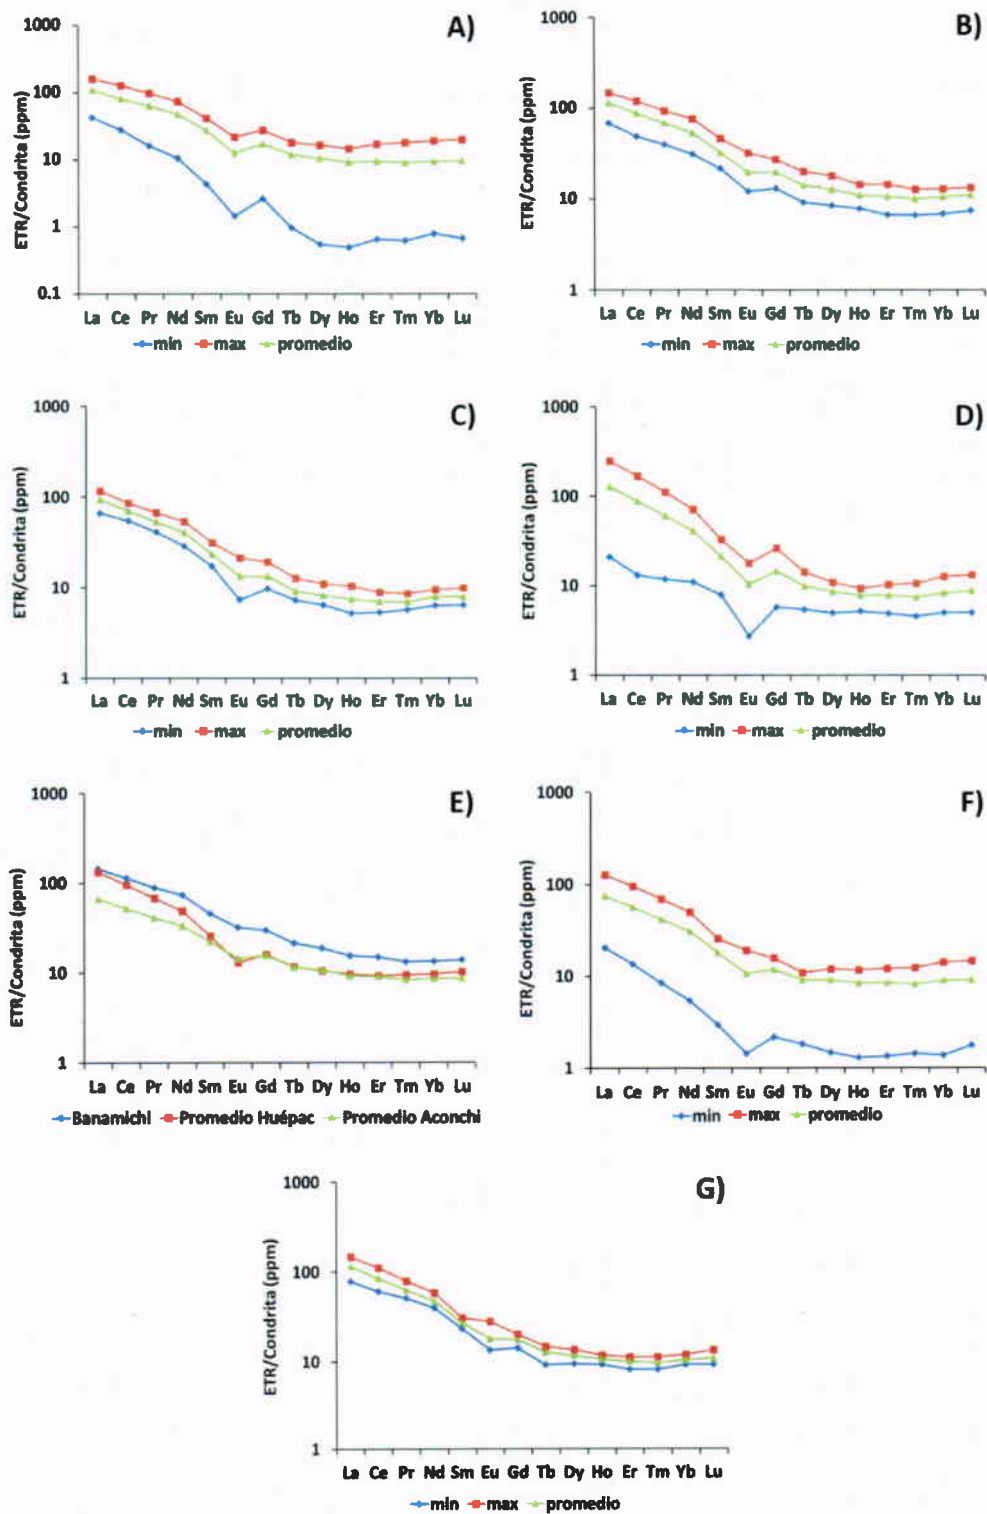 A)
ETR/Condrita (ppm)
1000
100
10
1
0.1
La Ce Pr Nd Sm Eu Gd Tb Dy Ho Er Tm Yb Lu
min max promedio
B)
ETR/Condrita (ppm)
1000
100
10
1
La Ce Pr Nd Sm Eu Gd Tb Dy Ho Er Tm Yb Lu
min max promedio
C)
ETR/Condrita (ppm)
1000
100
10
1
La Ce Pr Nd Sm Eu Gd Tb Dy Ho Er Tm Yb Lu
min max promedio
D)
ETR/Condrita (ppm)
1000
100
10
1
La Ce Pr Nd Sm Eu Gd Tb Dy Ho Er Tm Yb Lu
min max promedio
E)
ETR/Condrita (ppm)
1000
100
10
1
La Ce Pr Nd Sm Eu Gd Tb Dy Ho Er Tm Yb Lu
Banamichi Promedio Huépac Promedio Aconchi
F)
ETR/Condrita (ppm)
1000
100
10
1
La Ce Pr Nd Sm Eu Gd Tb Dy Ho Er Tm Yb Lu
min max promedio
G)
ETR/Condrita (ppm)
1000
100
10
1
La Ce Pr Nd Sm Eu Gd Tb Dy Ho Er Tm Yb Lu
min max promedio